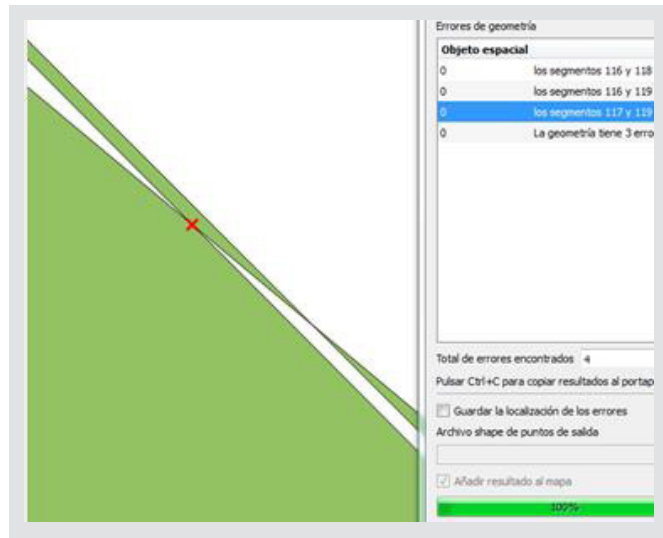 Errores de geometría
Objeto espacial
0 los segmentos 116 y 118
0 los segmentos 116 y 119
0 los segmentos 117 y 119
0 La geometría tiene 3 erro
Total de errores encontrados 4
Pulsar Ctrl+C para copiar resultados al portap
Guardar la localización de los errores
Archivo shape de puntos de salida
Añadir resultado al mapa
100%